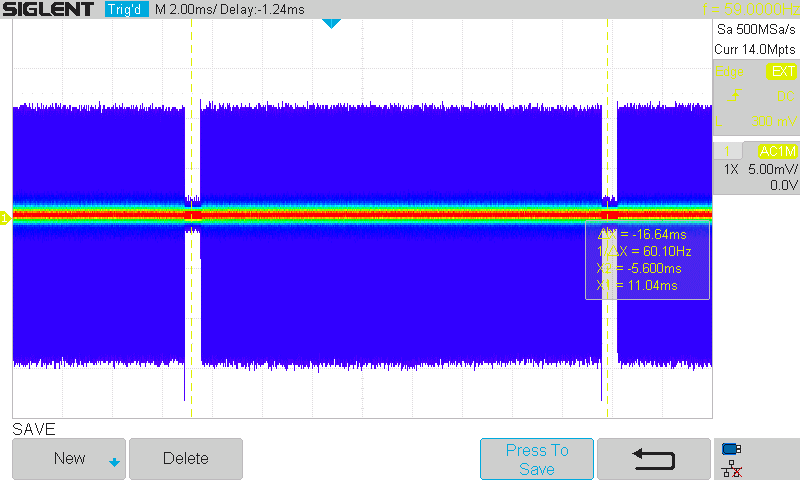 SIGLENT Trig'd M 2.00ms/ Delay:-1.24ms
Sa 500MSa/s
Curr 14.0Mpts
Edge EXT
AC1M
1X 5.00mV/
0.0V
1
ΔX = -16.64ms
1/ΔX = 60.10Hz
X2 = -5.600ms
X1 = 11.04ms
SAVE
New
Delete
Press To
Save